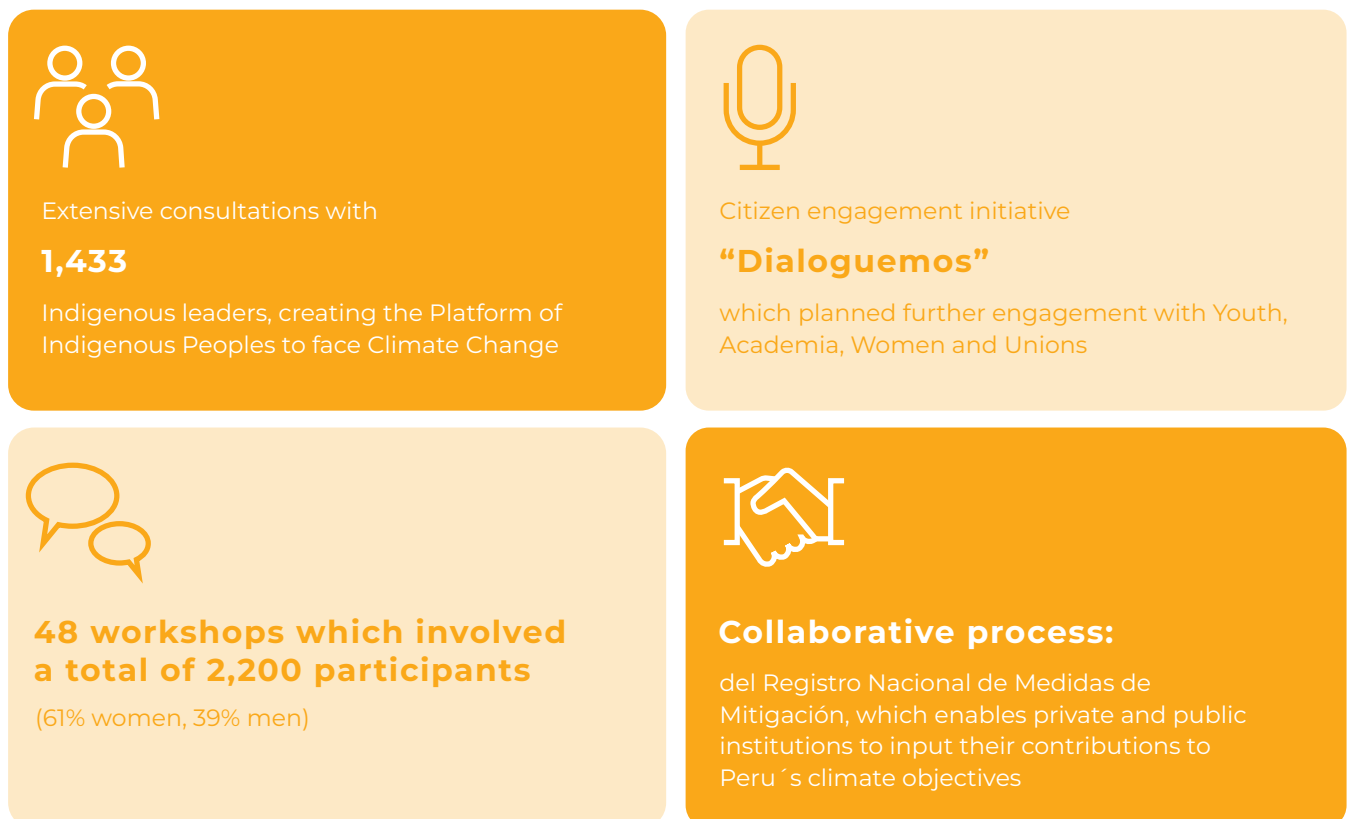 Extensive consultations with
1,433
Indigenous leaders, creating the Platform of
Indigenous Peoples to face Climate Change
Citizen engagement initiative
“Dialoguemos”
which planned further engagement with Youth,
Academia, Women and Unions
48 workshops which involved
a total of 2,200 participants
(61% women, 39% men)
Collaborative process:
del Registro Nacional de Medidas de
Mitigación, which enables private and public
institutions to input their contributions to
Peru´s climate objectives